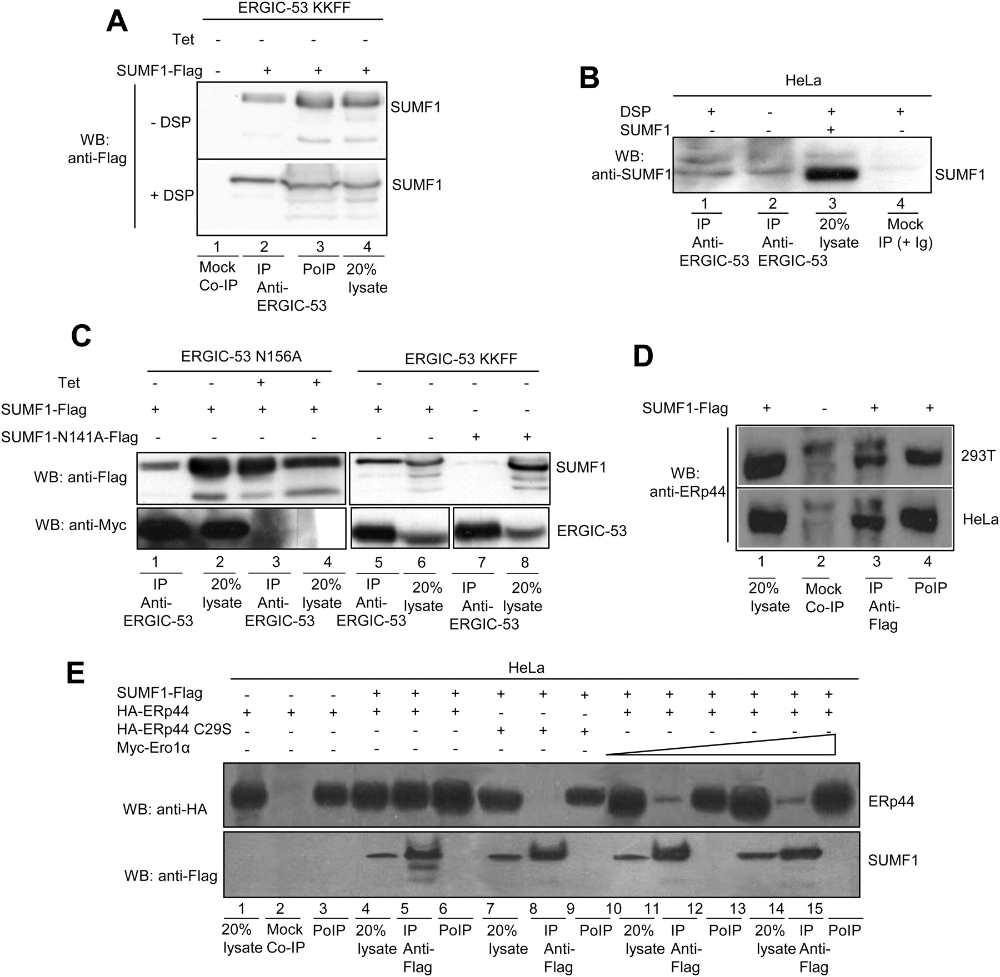 A
ERGIC-53 KKFF
Tet - - - -
SUMF1-Flag - + + +
WB:
anti-Flag
- DSP
SUMF1
+ DSP
SUMF1
1 2 3 4
Mock IP PoIP 20%
Co-IP Anti- lysate
ERGIC-53
B
HeLa
DSP + - + +
SUMF1 - - + -
WB:
anti-SUMF1
SUMF1
1 2 3 4
IP IP 20% Mock
Anti- Anti- lysate IP (+ Ig)
ERGIC-53 ERGIC-53
C
ERGIC-53 N156A ERGIC-53 KKFF
Tet - - + + - - - -
SUMF1-Flag + + + + + + - -
SUMF1-N141A-Flag - - - - - - + +
WB: anti-Flag SUMF1
WB: anti-Myc ERGIC-53
1 2 3 4 5 6 7 8
IP 20% IP 20% IP 20% IP 20%
Anti- lysate Anti- lysate Anti- lysate Anti- lysate
ERGIC-53 ERGIC-53 ERGIC-53 ERGIC-53
D
SUMF1-Flag + - + +
WB:
anti-ERp44
293T
HeLa
1 2 3 4
20% Mock IP PoIP
lysate Co-IP Anti-
Flag
E
HeLa
SUMF1-Flag - - - + + + + + + + + + + + +
HA-ERp44 + + + + + + - - - + + + + + +
HA-ERp44 C29S - - - - - - + + + - - - - - -
Myc-Ero1α - - - - - - - - -
WB: anti-HA ERp44
WB: anti-Flag SUMF1
1 2 3 4 5 6 7 8 9 10 11 12 13 14 15
20% Mock PoIP 20% IP PoIP 20% IP PoIP 20% IP PoIP 20% IP PoIP
lysate Co-IP lysate Anti- lysate Anti- lysate Anti- lysate Anti-
Flag Flag Flag Flag